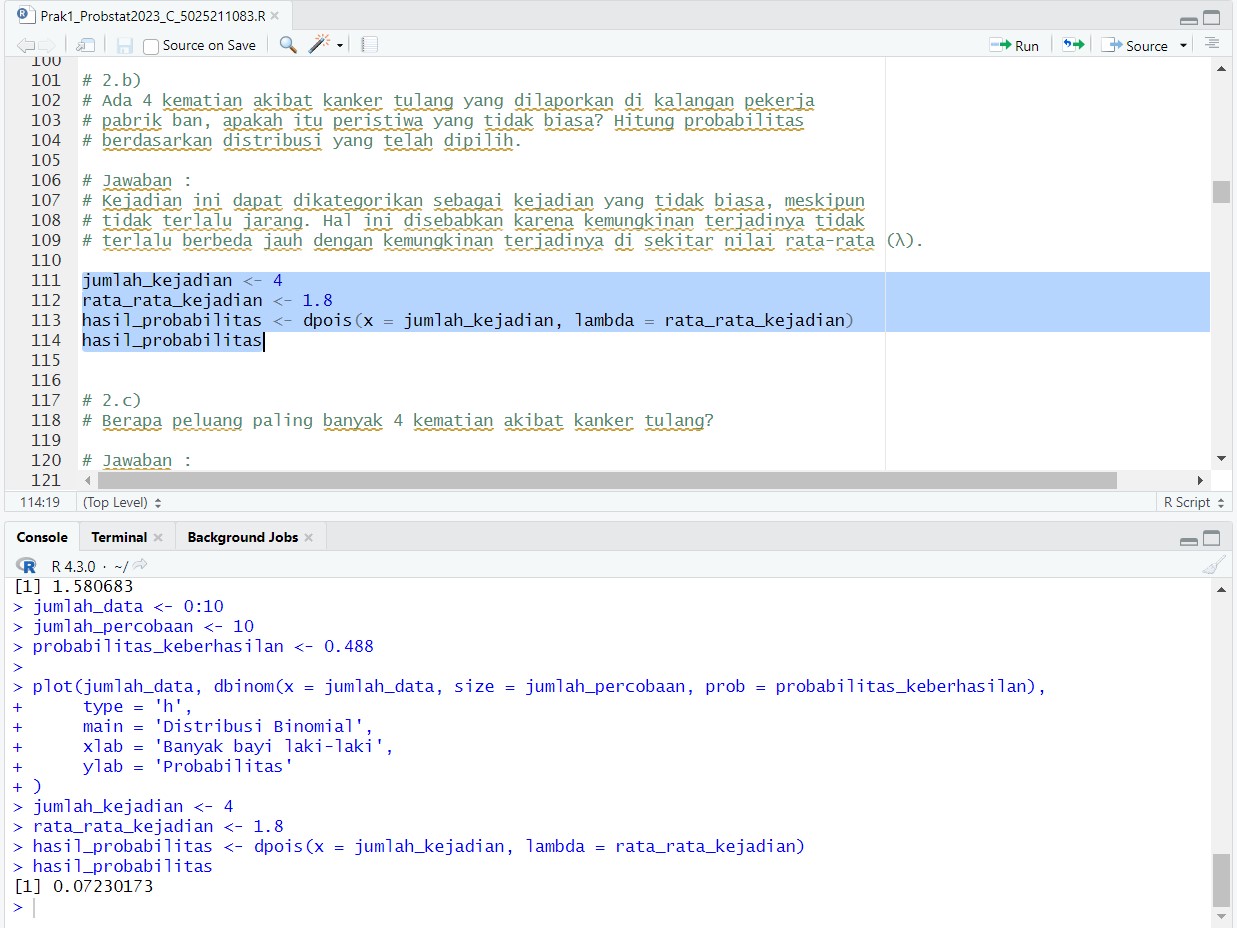 Prak1_Probstat2023_C_5025211083.R
Source on Save
Run
Source
100
101 # 2.b)
102 # Ada 4 kematian akibat kanker tulang yang dilaporkan di kalangan pekerja
103 # pabrik ban, apakah itu peristiwa yang tidak biasa? Hitung probabilitas
104 # berdasarkan distribusi yang telah dipilih.
105
106 # Jawaban :
107 # Kejadian ini dapat dikategorikan sebagai kejadian yang tidak biasa, meskipun
108 # tidak terlalu jarang. Hal ini disebabkan karena kemungkinan terjadinya tidak
109 # terlalu berbeda jauh dengan kemungkinan terjadinya di sekitar nilai rata-rata (λ).
110
111 jumlah_kejadian <- 4
112 rata_rata_kejadian <- 1.8
113 hasil_probabilitas <- dpois(x = jumlah_kejadian, lambda = rata_rata_kejadian)
114 hasil_probabilitas
115
116
117 # 2.c)
118 # Berapa peluang paling banyak 4 kematian akibat kanker tulang?
119
120 # Jawaban :
121
114:19 (Top Level) R Script
Console Terminal Background Jobs
R R 4.3.0 · ~/
[1] 1.580683
> jumlah_data <- 0:10
> jumlah_percobaan <- 10
> probabilitas_keberhasilan <- 0.488
>
> plot(jumlah_data, dbinom(x = jumlah_data, size = jumlah_percobaan, prob = probabilitas_keberhasilan),
+ type = 'h',
+ main = 'Distribusi Binomial',
+ xlab = 'Banyak bayi laki-laki',
+ ylab = 'Probabilitas'
+ )
> jumlah_kejadian <- 4
> rata_rata_kejadian <- 1.8
> hasil_probabilitas <- dpois(x = jumlah_kejadian, lambda = rata_rata_kejadian)
> hasil_probabilitas
[1] 0.07230173
>